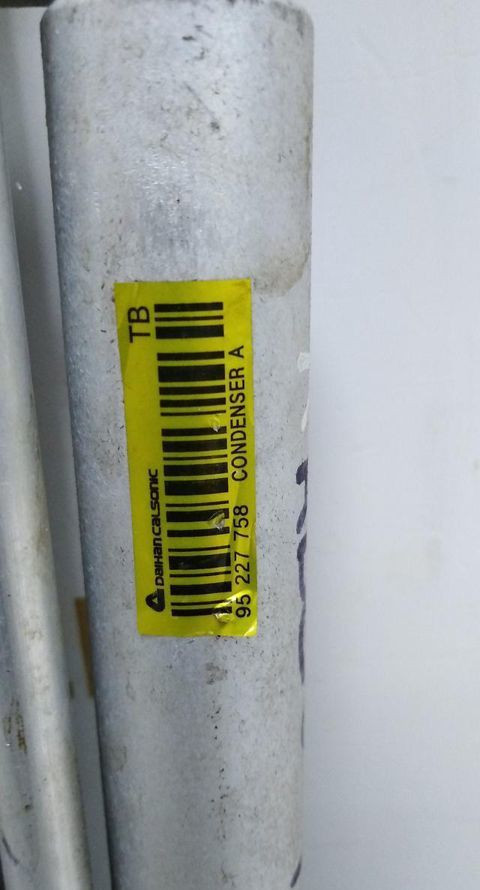 DAIHAN CALSONIC TB
95 227 758 CONDENSER A